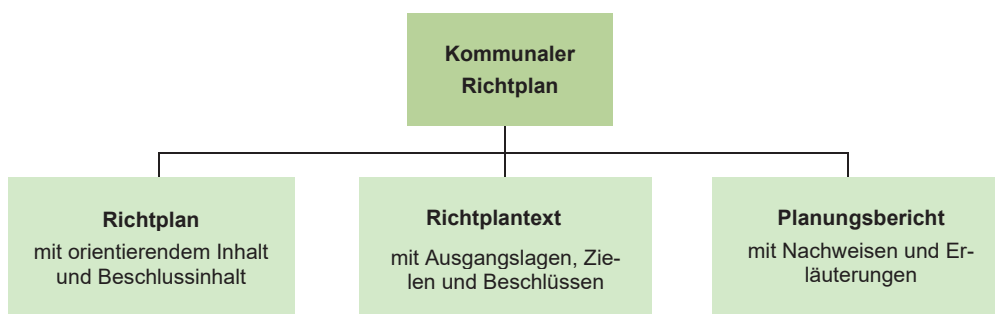 Kommunaler
Richtplan
Richtplan
mit orientierendem Inhalt
und Beschlussinhalt
Richtplantext
mit Ausgangslagen, Zie-
len und Beschlüssen
Planungsbericht
mit Nachweisen und Er-
läuterungen